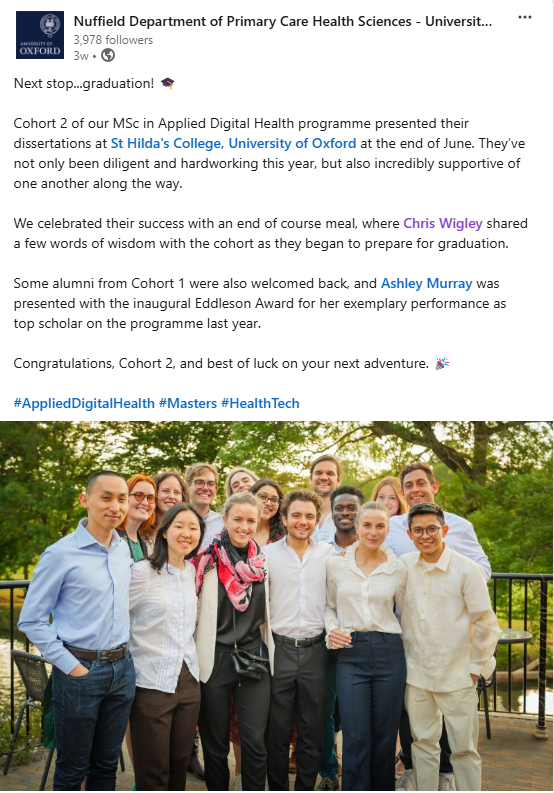 UNIVERSITY OF
OXFORD
Nuffield Department of Primary Care Health Sciences - Universit...
3,978 followers
3w •
Next stop...graduation! 🎓
Cohort 2 of our MSc in Applied Digital Health programme presented their
dissertations at St Hilda's College, University of Oxford at the end of June. They’ve
not only been diligent and hardworking this year, but also incredibly supportive of
one another along the way.
We celebrated their success with an end of course meal, where Chris Wigley shared
a few words of wisdom with the cohort as they began to prepare for graduation.
Some alumni from Cohort 1 were also welcomed back, and Ashley Murray was
presented with the inaugural Eddleson Award for her exemplary performance as
top scholar on the programme last year.
Congratulations, Cohort 2, and best of luck on your next adventure. 🎉
#AppliedDigitalHealth #Masters #HealthTech